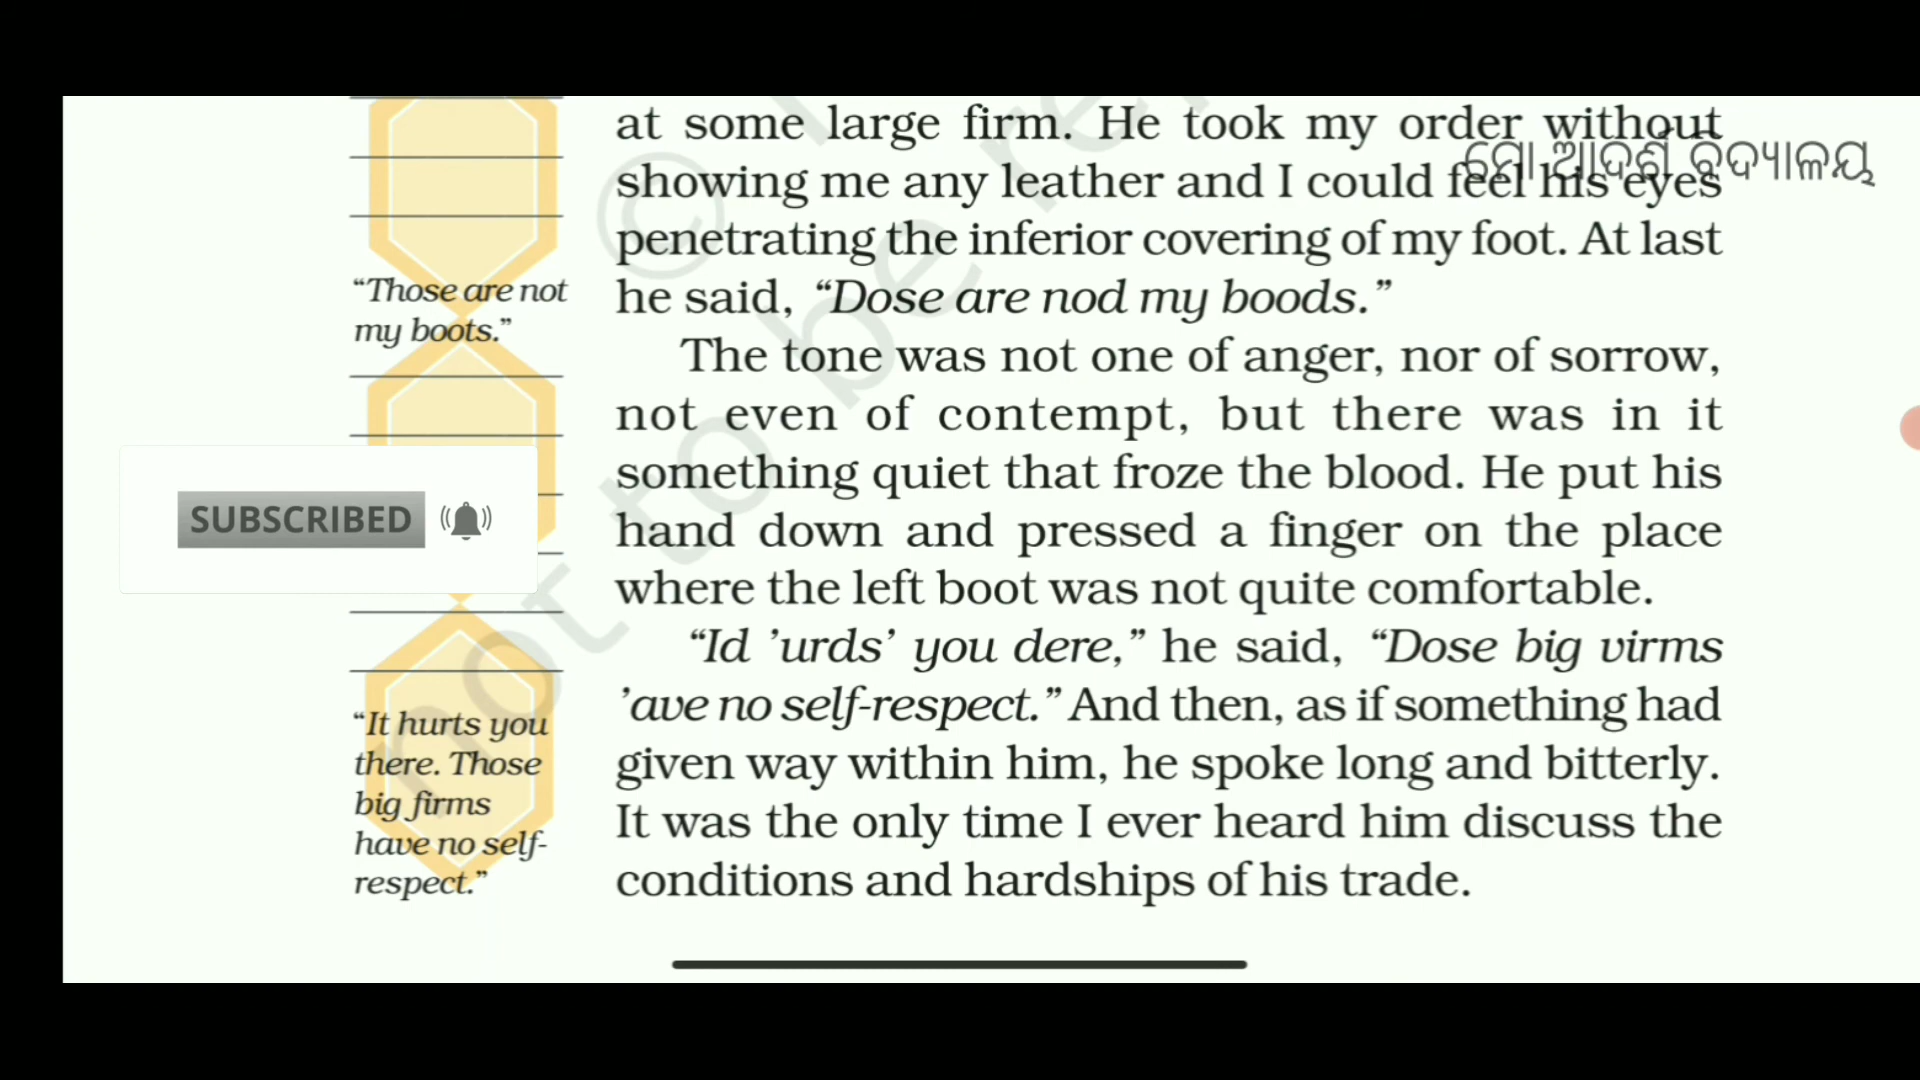 at some large firm. He took my order without
ମୋ ଆଦର୍ଶ ବିଦ୍ୟାଳୟ
showing me any leather and I could feel his eyes
penetrating the inferior covering of my foot. At last
he said, “Dose are nod my boods.”
“Those are not
my boots.”
The tone was not one of anger, nor of sorrow,
not even of contempt, but there was in it
something quiet that froze the blood. He put his
hand down and pressed a finger on the place
where the left boot was not quite comfortable.
SUBSCRIBED
“Id ’urds’ you dere,” he said, “Dose big virms
’ave no self-respect.” And then, as if something had
given way within him, he spoke long and bitterly.
It was the only time I ever heard him discuss the
conditions and hardships of his trade.
“It hurts you
there. Those
big firms
have no self-
respect.”
© 
not to be re